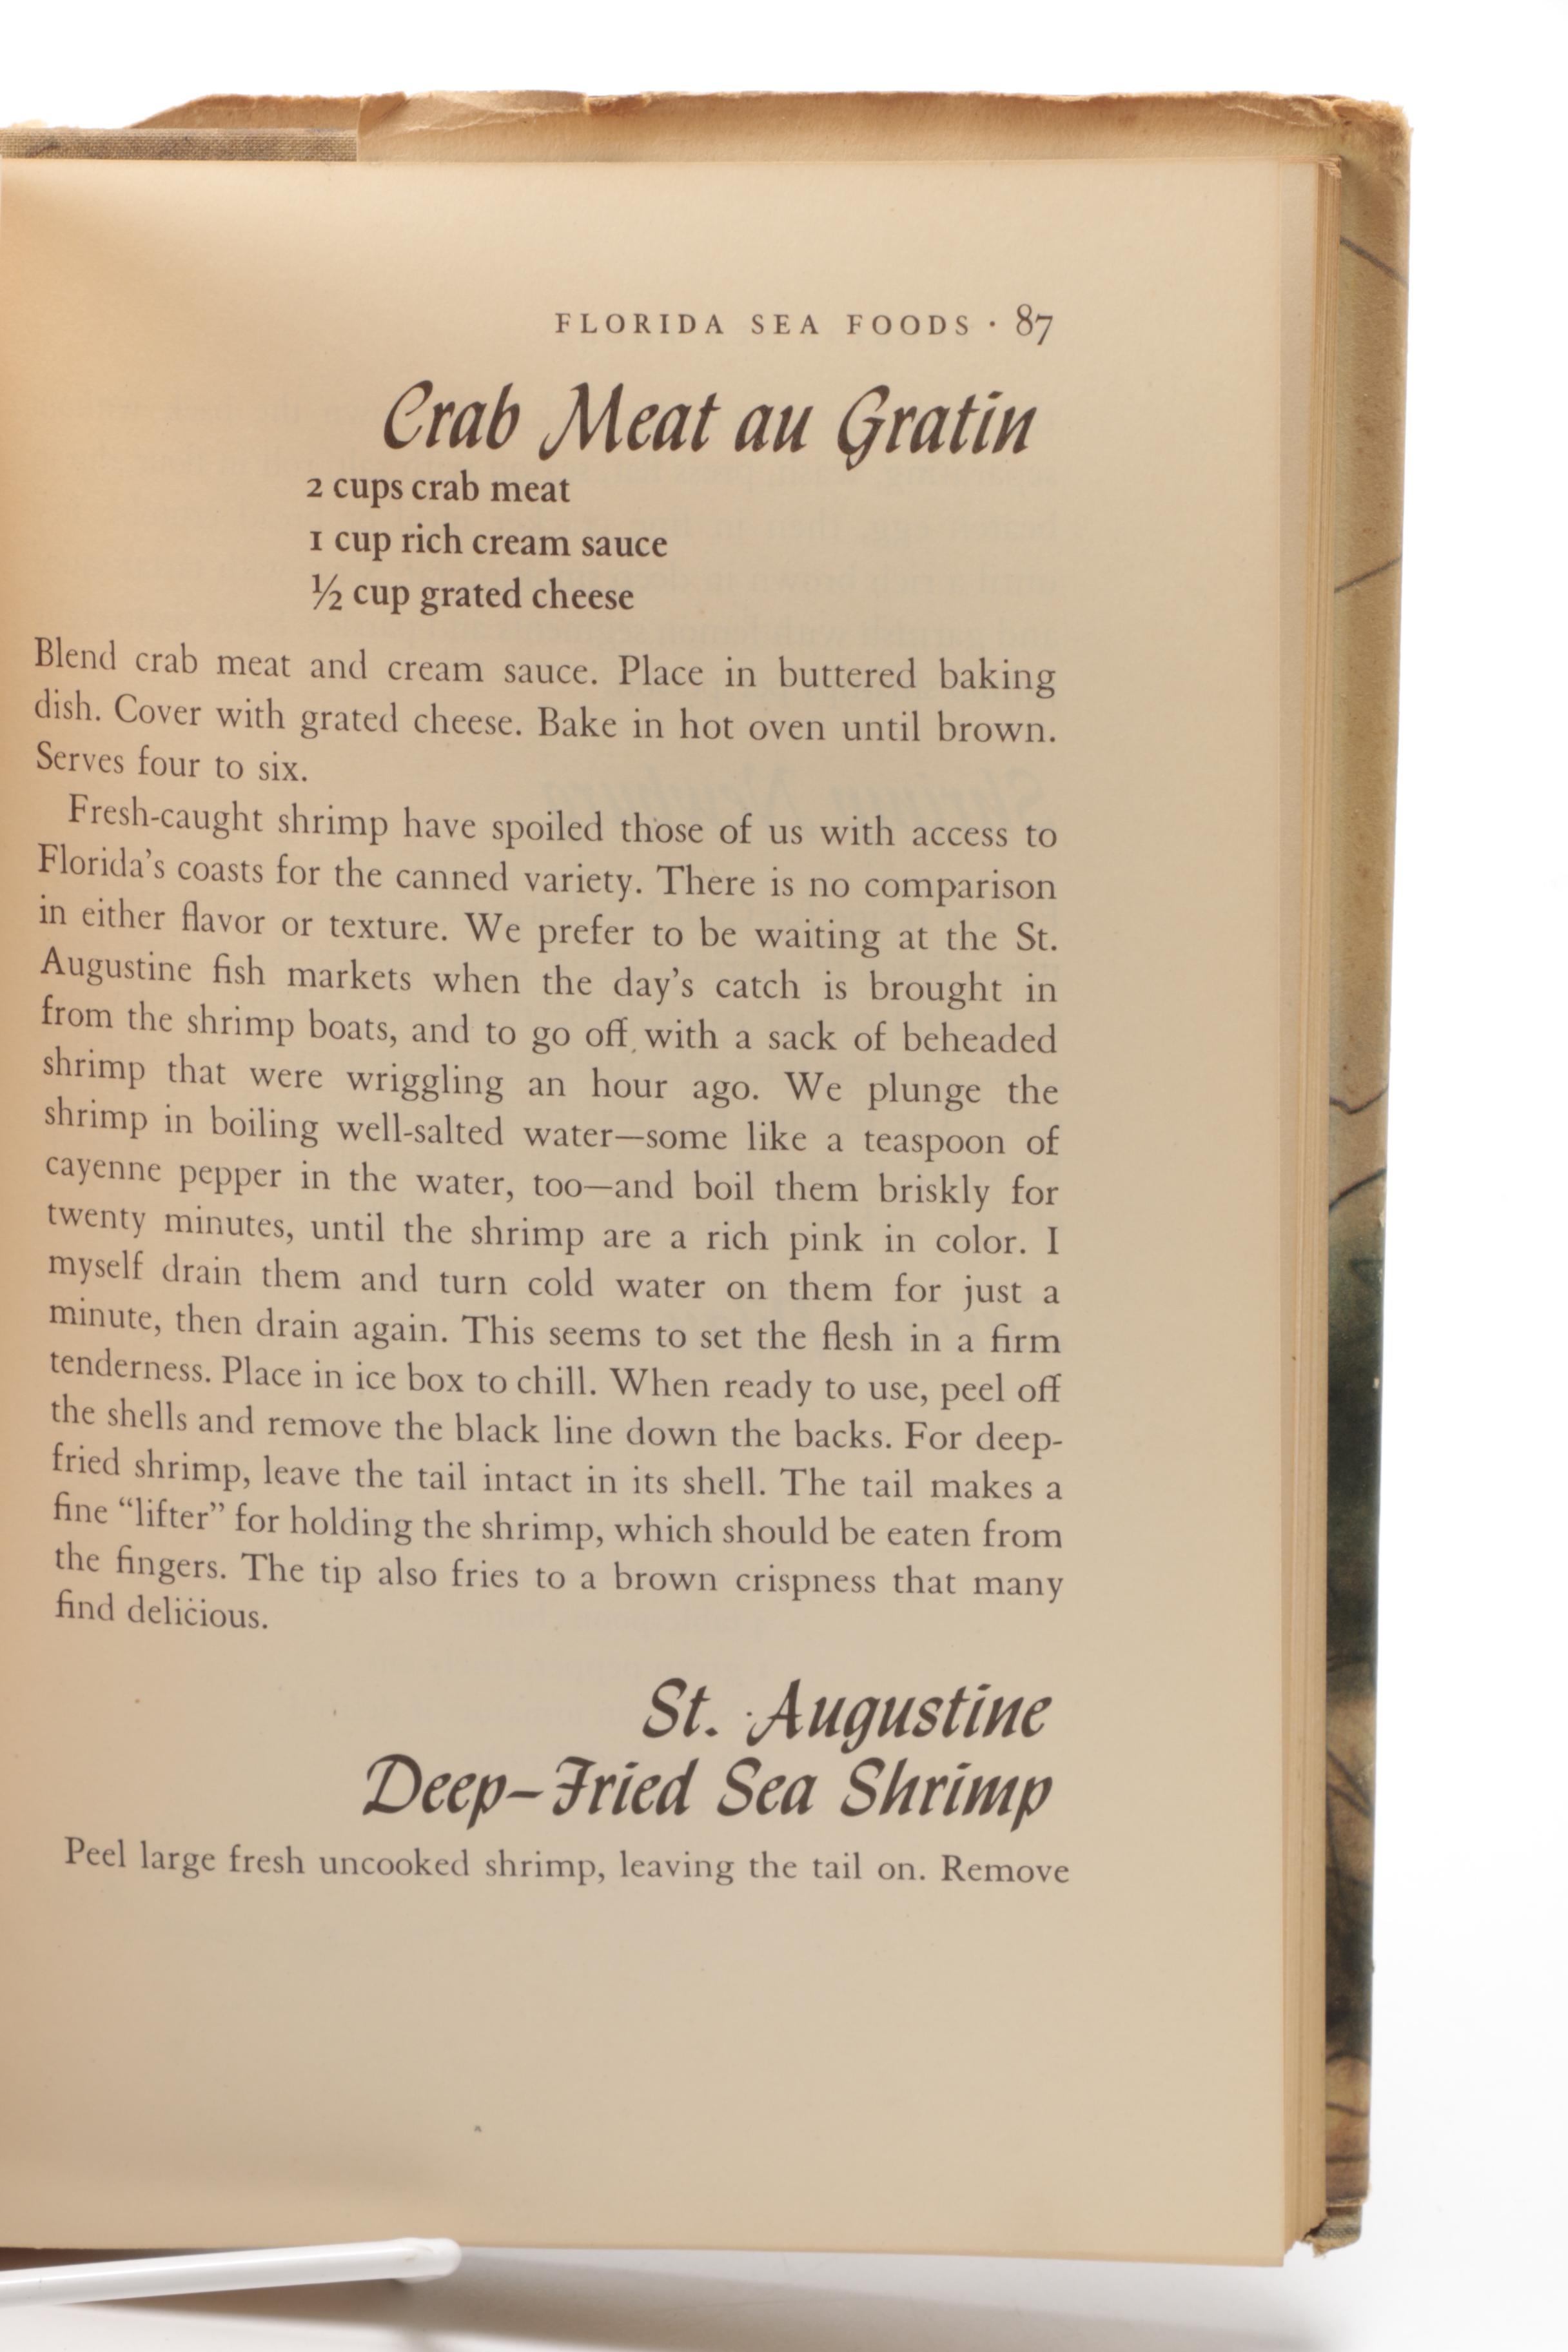 FLORIDA SEA FOODS · 87
Crab Meat au Gratin
2 cups crab meat
1 cup rich cream sauce
½ cup grated cheese
Blend crab meat and cream sauce. Place in buttered baking
dish. Cover with grated cheese. Bake in hot oven until brown.
Serves four to six.
Fresh-caught shrimp have spoiled those of us with access to
Florida's coasts for the canned variety. There is no comparison
in either flavor or texture. We prefer to be waiting at the St.
Augustine fish markets when the day's catch is brought in
from the shrimp boats, and to go off with a sack of beheaded
shrimp that were wriggling an hour ago. We plunge the
shrimp in boiling well-salted water—some like a teaspoon of
cayenne pepper in the water, too—and boil them briskly for
twenty minutes, until the shrimp are a rich pink in color. I
myself drain them and turn cold water on them for just a
minute, then drain again. This seems to set the flesh in a firm
tenderness. Place in ice box to chill. When ready to use, peel off
the shells and remove the black line down the backs. For deep-
fried shrimp, leave the tail intact in its shell. The tail makes a
fine “lifter” for holding the shrimp, which should be eaten from
the fingers. The tip also fries to a brown crispness that many
find delicious.
St. Augustine
Deep-Fried Sea Shrimp
Peel large fresh uncooked shrimp, leaving the tail on. Remove